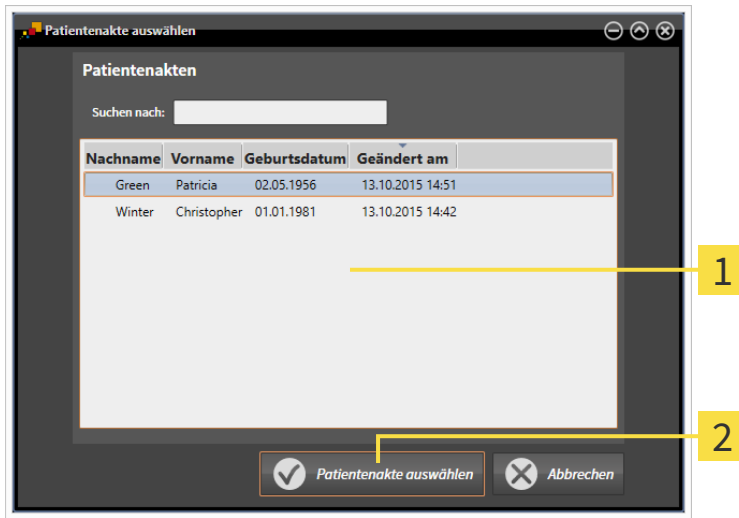 Patientenakte auswählen
Patientenakten
Suchen nach:
Nachname Vorname Geburtsdatum Geändert am
Green Patricia 02.05.1956 13.10.2015 14:51
Winter Christopher 01.01.1981 13.10.2015 14:42
1
2
Patientenakte auswählen Abbrechen